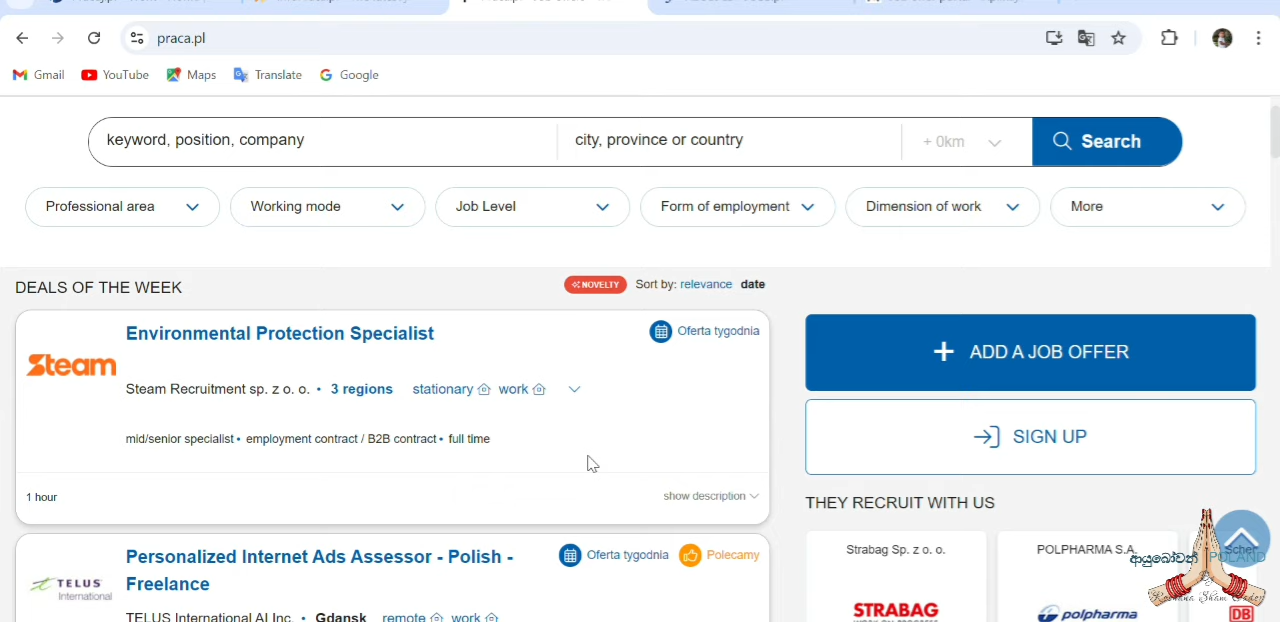 praca.pl
Gmail YouTube Maps Translate Google
keyword, position, company city, province or country + 0km Search
Professional area Working mode Job Level Form of employment Dimension of work More
DEALS OF THE WEEK NOVELTY Sort by: relevance date
Environmental Protection Specialist Oferta tygodnia
Steam
Steam Recruitment sp. z o. o. • 3 regions stationary work
mid/senior specialist • employment contract / B2B contract • full time
1 hour show description
Personalized Internet Ads Assessor - Polish - Oferta tygodnia Polecamy
Freelance
TELUS International
TELUS International AI Inc. • Gdansk remote work
+ ADD A JOB OFFER
SIGN UP
THEY RECRUIT WITH US
Strabag Sp. z o. o. POLPHARMA S.A. Scher
ආයුබෝවන් POLAND
STRABAG polpharma DB